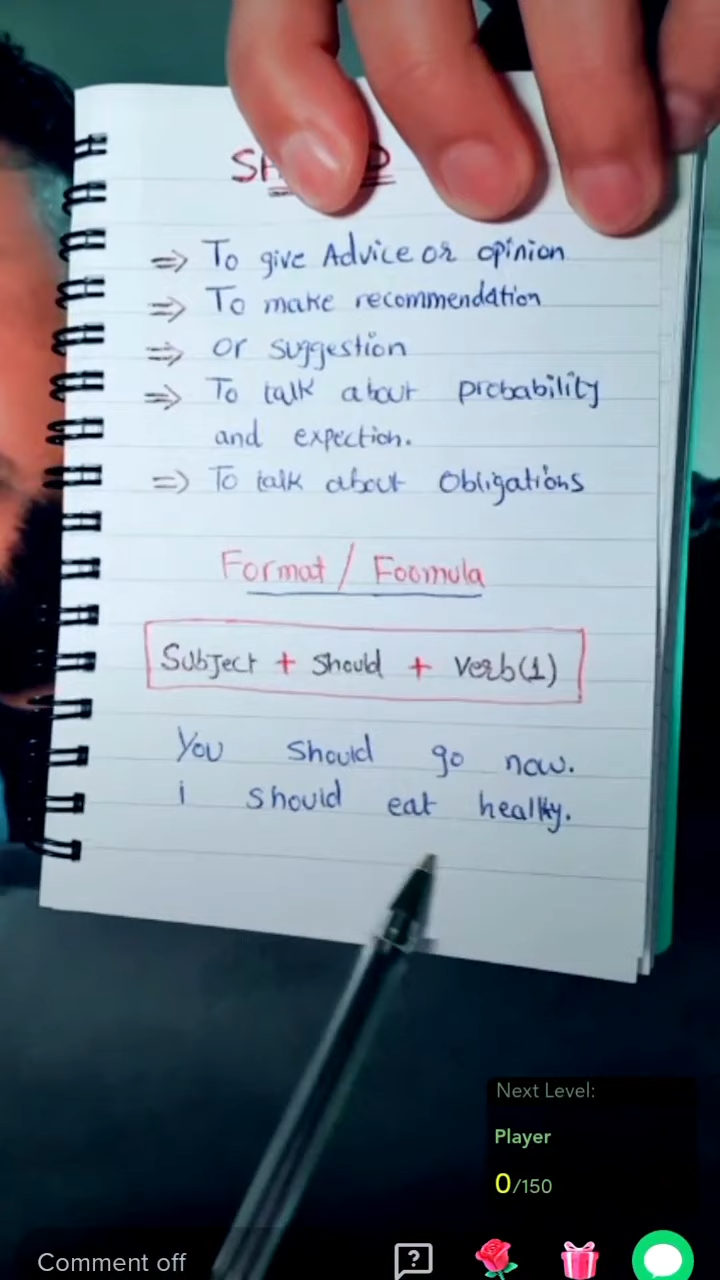 ⇒ To give Advice or opinion
⇒ To make recommendation
⇒ or suggestion
⇒ To talk about probability
and expection.
⇒ To talk about Obligations
Format / Foomula
Subject + Should + Verb(1)
You should go now.
i should eat healthy.
Next Level:
Player
0/150
Comment off